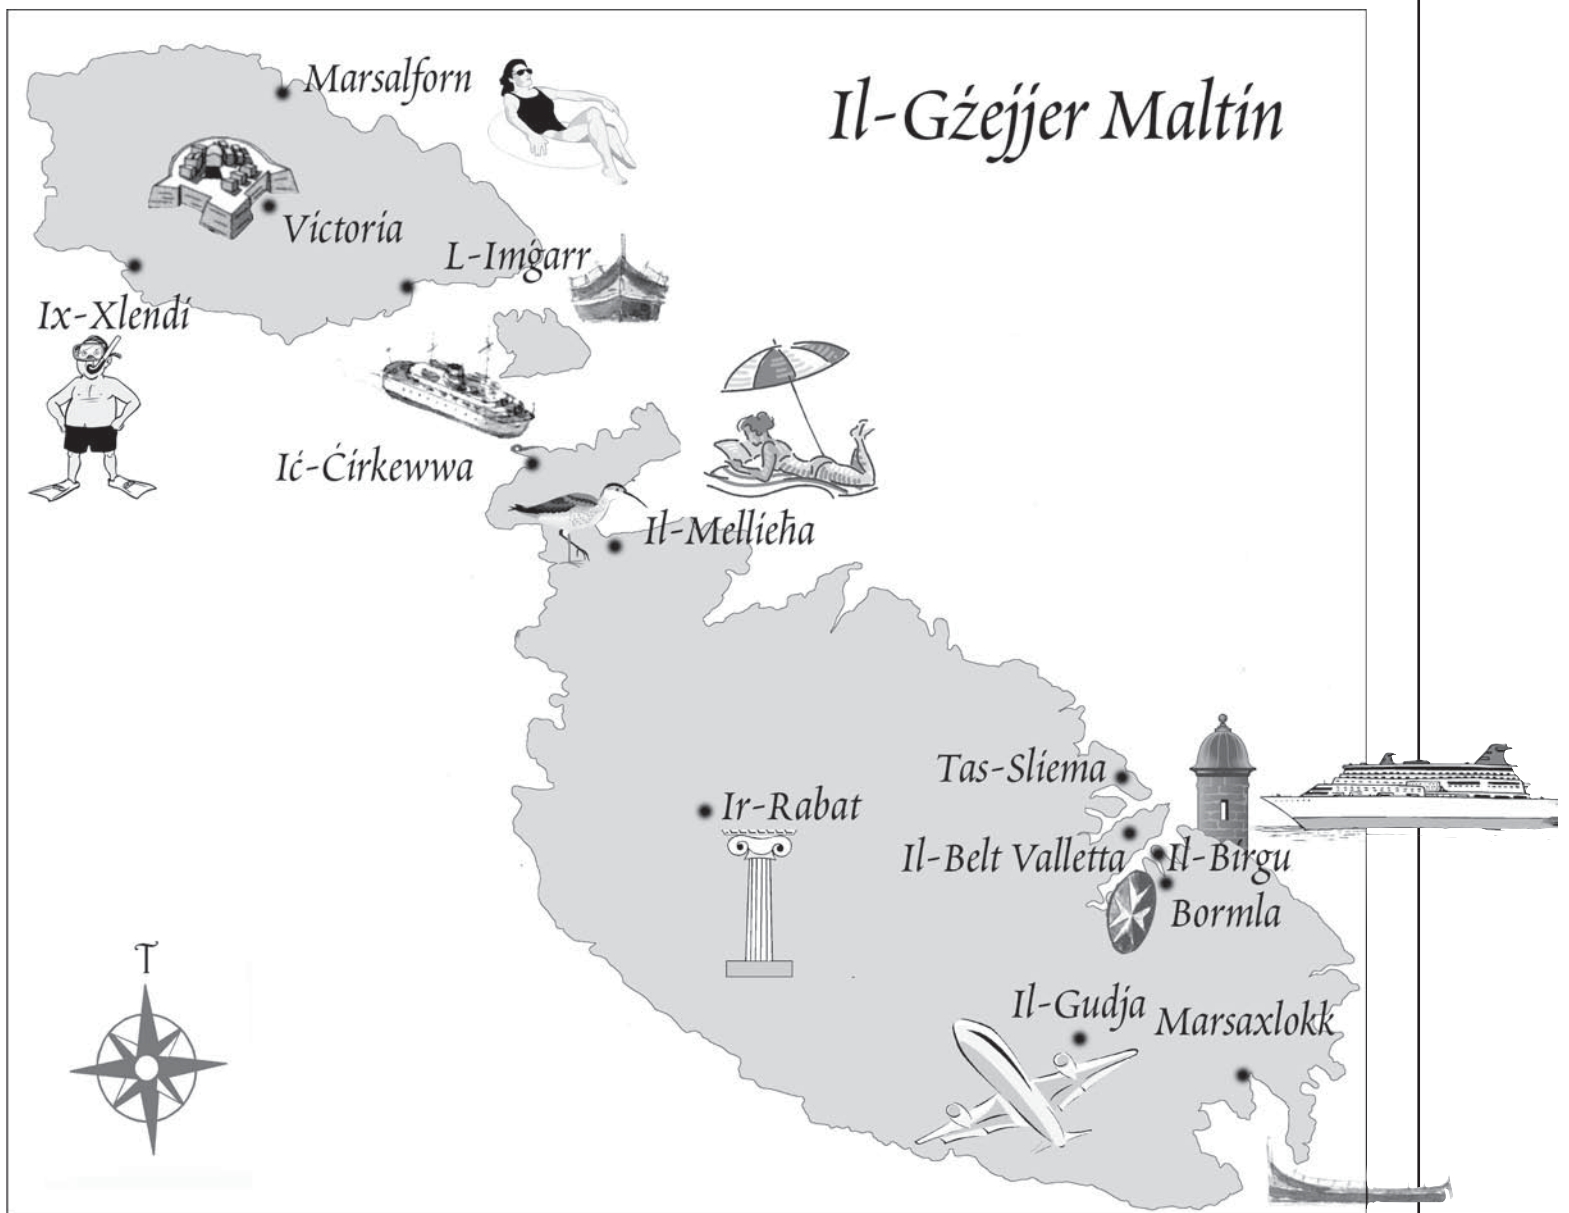 Marsalforn
Il-Gżejjer Maltin
Victoria
L-Imġarr
Ix-Xlendi
Iċ-Ċirkewwa
Il-Mellieħa
Tas-Sliema
Ir-Rabat
Il-Belt Valletta
Il-Birgu
Bormla
T
Il-Gudja
Marsaxlokk